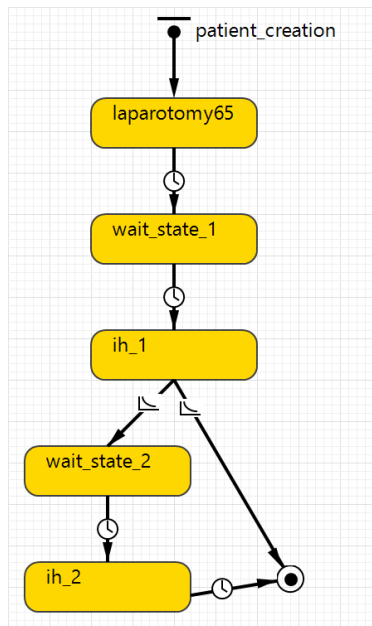 patient_creation
laparotomy65
wait_state_1
ih_1
wait_state_2
ih_2